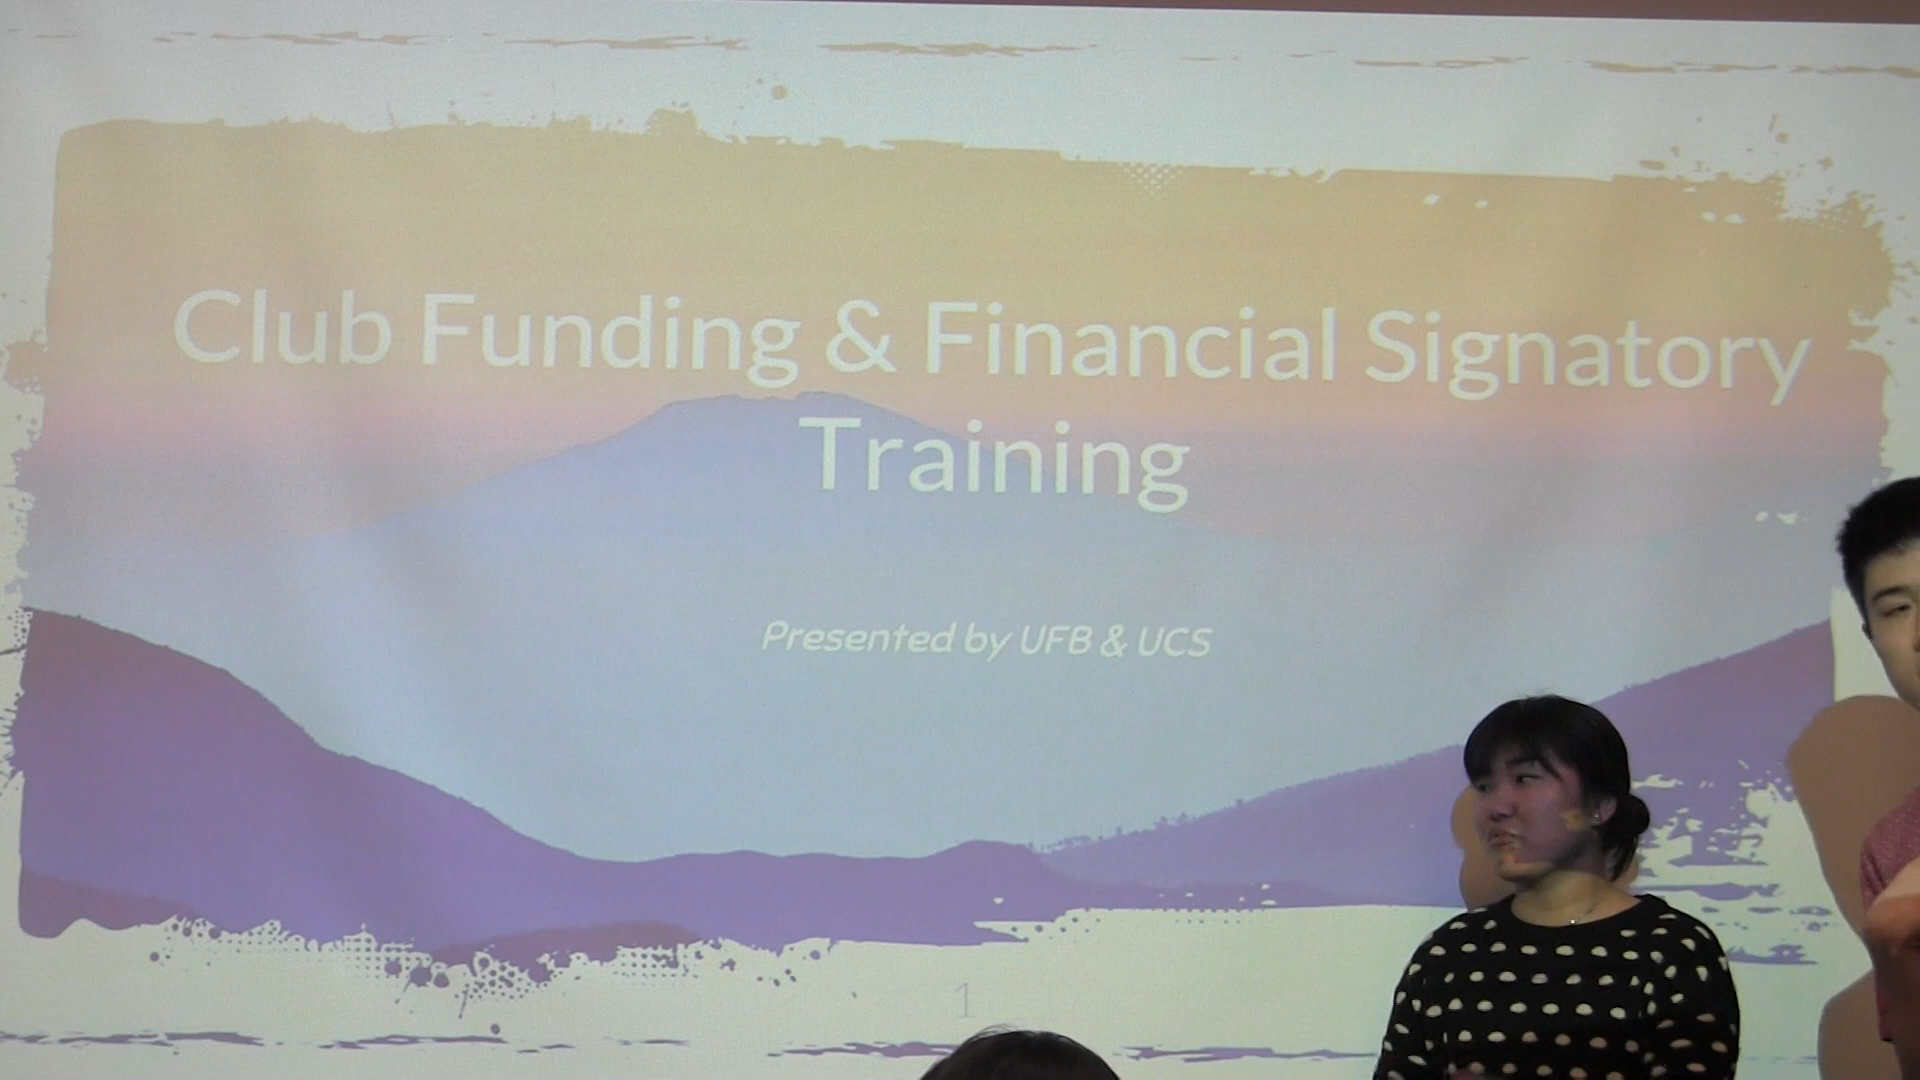 Club Funding & Financial Signatory
Training
Presented by UFB & UCS
1